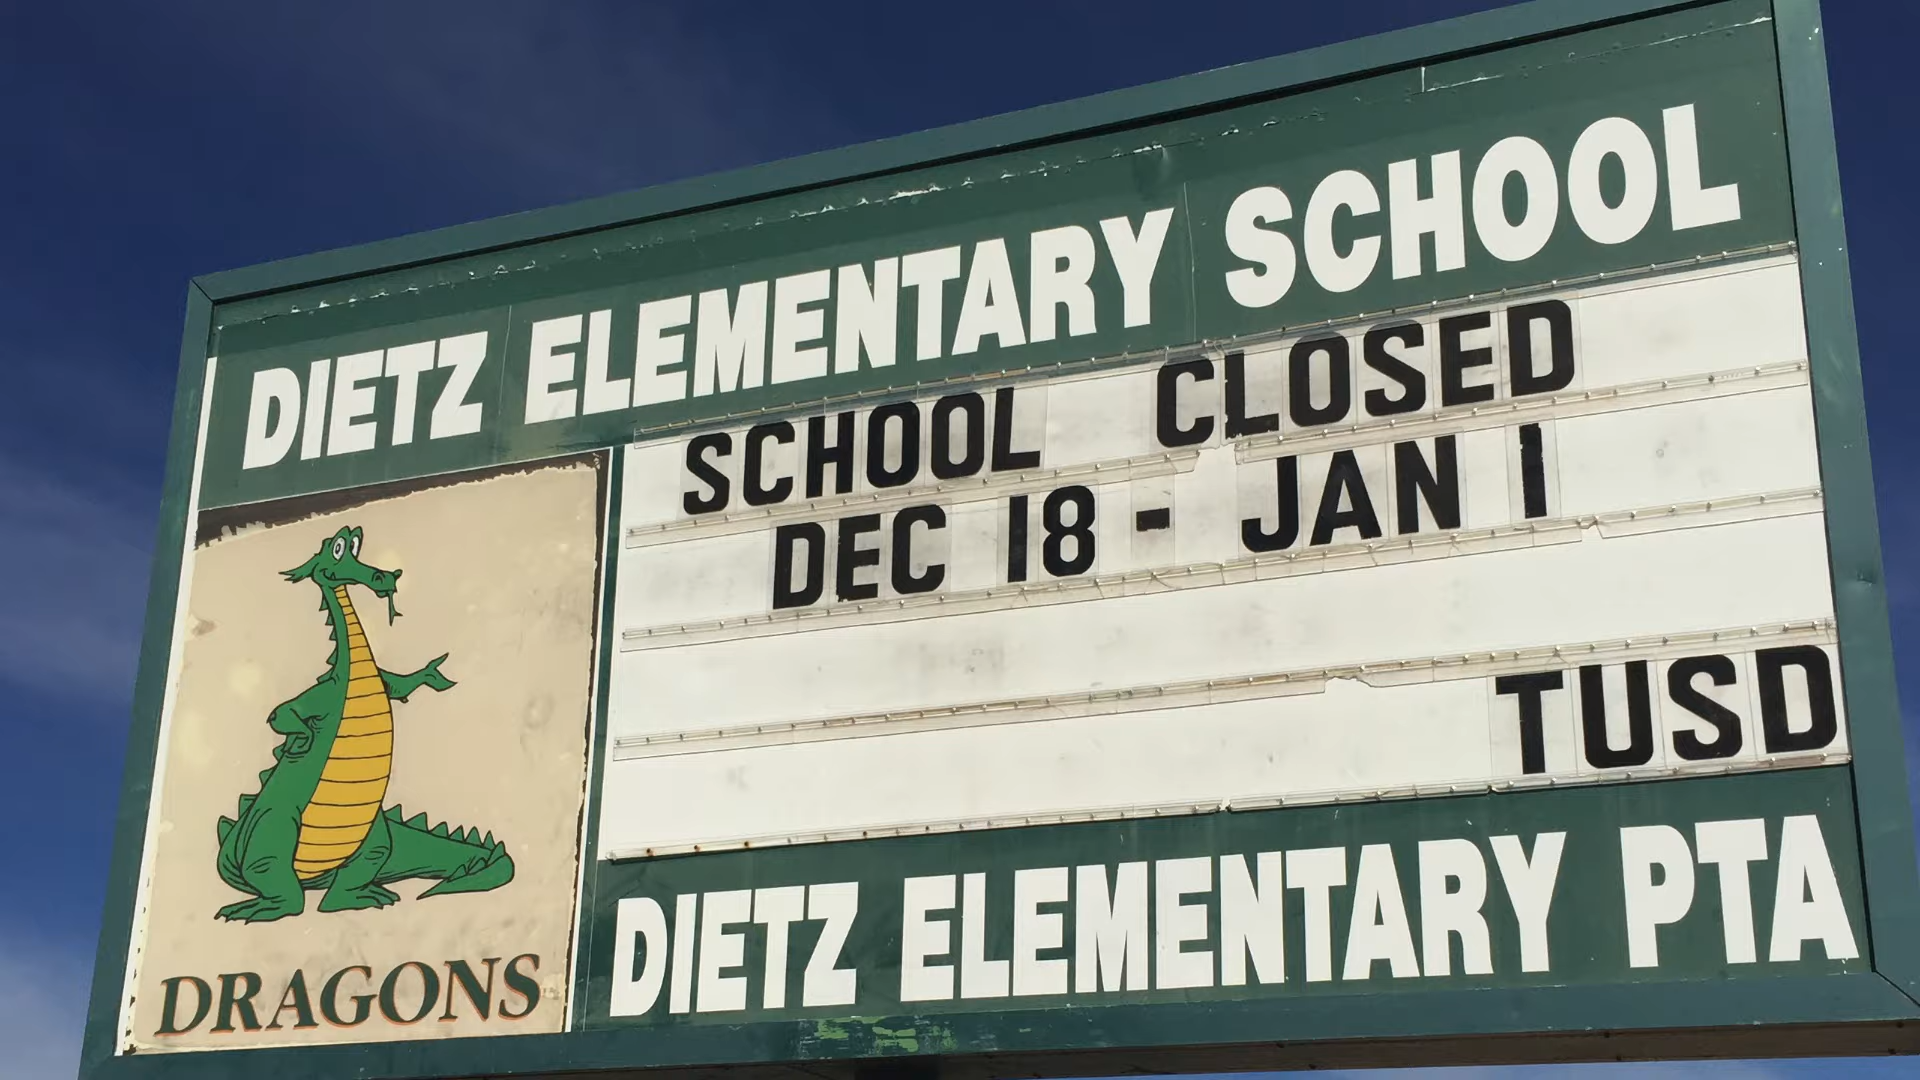 DIETZ ELEMENTARY SCHOOL
SCHOOL CLOSED
DEC 18 - JAN 1
TUSD
DRAGONS
DIETZ ELEMENTARY PTA